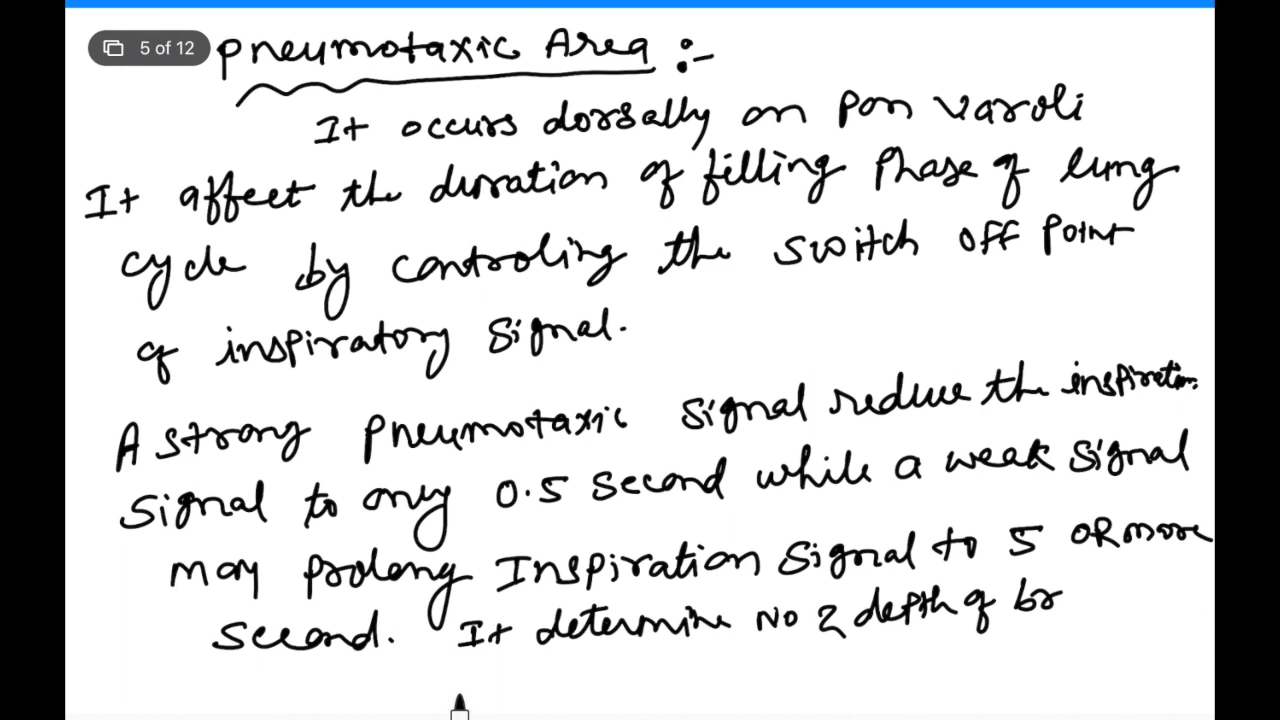 5 of 12
Pneumotaxic Area :-
It occurs dorsally on Pon varoli
It affect the duration of filling Phase of lung
cycle by controling the switch off Point
of inspiratory signal.
A strong Pneumotaxic signal reduce the inspiration
signal to only 0.5 second while a weak signal
may prolong Inspiration signal to 5 OR more
second. It determine No & depth of br